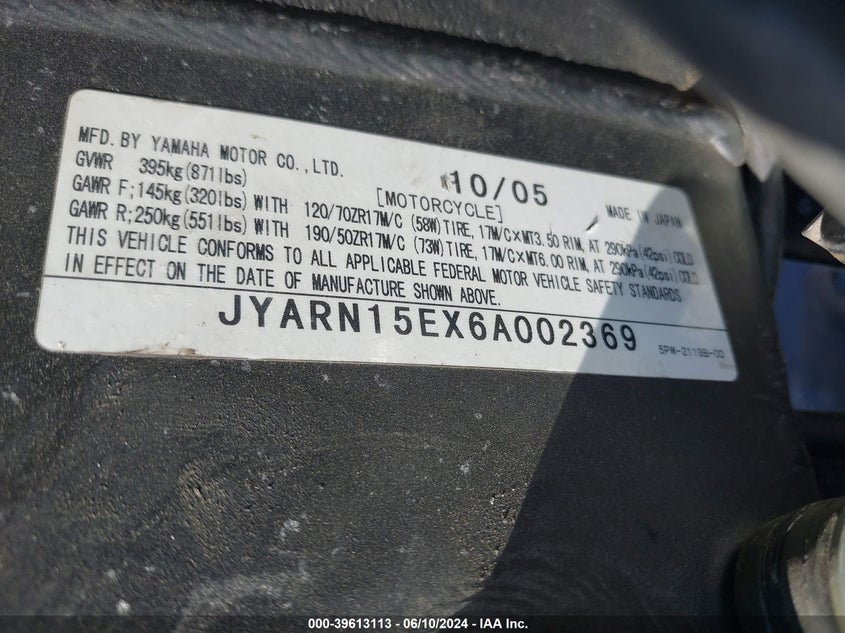 MFD. BY YAMAHA MOTOR CO., LTD. 10/05
GVWR 395kg(871lbs) [MOTORCYCLE] MADE IN JAPAN
GAWR F;145kg(320lbs) WITH 120/70ZR17M/C (58W)TIRE, 17M/C×MT3.50 RIM, AT 290kPa(42psi) COLD
GAWR R;250kg(551lbs) WITH 190/50ZR17M/C (73W)TIRE, 17M/C×MT6.00 RIM, AT 290kPa(42psi) COLD
THIS VEHICLE CONFORMS TO ALL APPLICABLE FEDERAL MOTOR VEHICLE SAFETY STANDARDS
IN EFFECT ON THE DATE OF MANUFACTURE SHOWN ABOVE.
JYARN15EX6A002369
5PW-2118B-00
000-39613113 - 06/10/2024 - IAAI Inc.